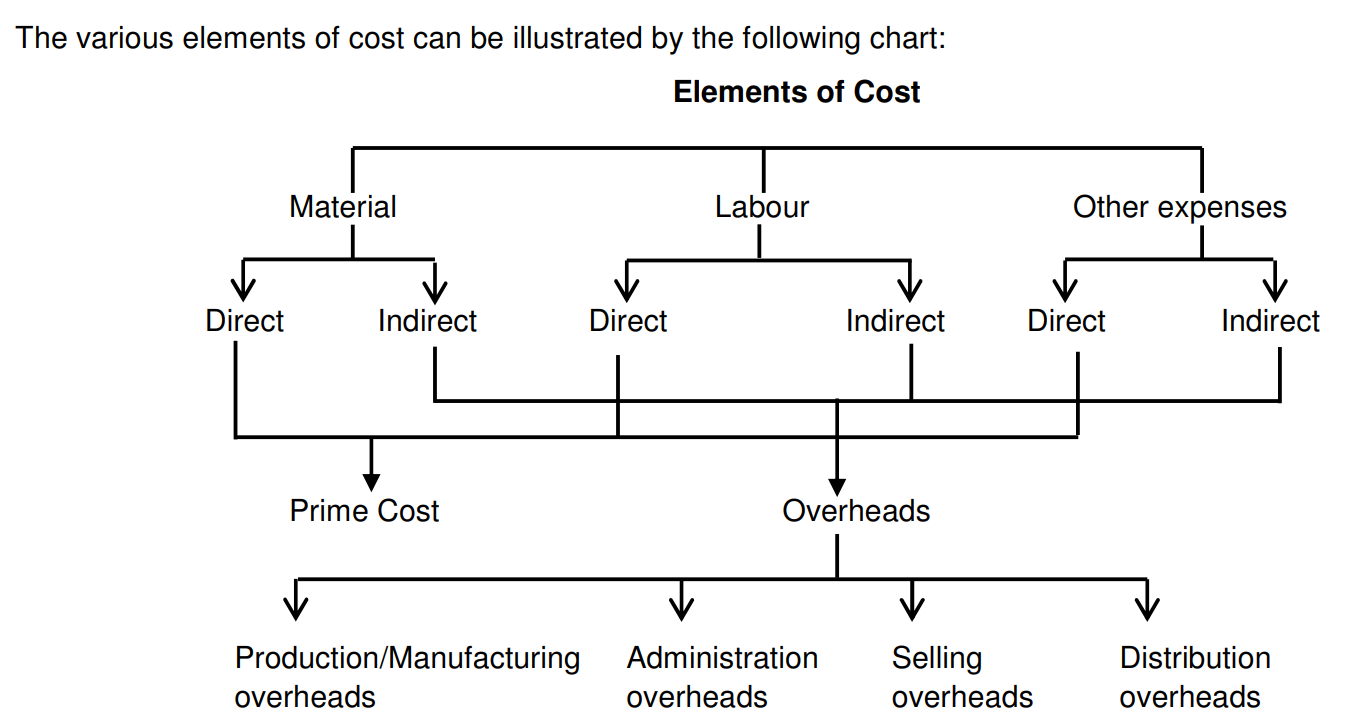 The various elements of cost can be illustrated by the following chart:
Elements of Cost
Material Labour Other expenses
Direct Indirect Direct Indirect Direct Indirect
Prime Cost Overheads
Production/Manufacturing Administration Selling Distribution
overheads overheads overheads overheads